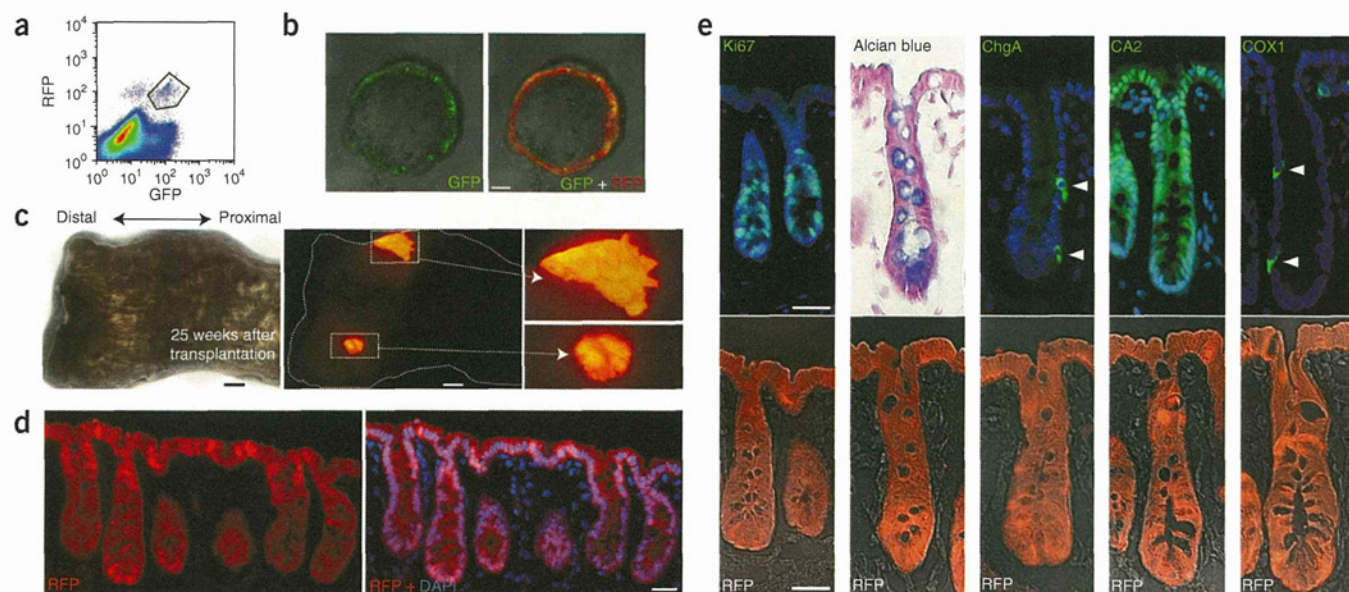 a
RFP
10⁴
10³
10²
10¹
10⁰
10⁰ 10¹ 10² 10³ 10⁴
GFP
b
GFP
GFP + RFP
c
Distal Proximal
25 weeks after
transplantation
d
RFP
RFP + DAPI
e
Ki67
Alcian blue
ChgA
CA2
COX1
RFP
RFP
RFP
RFP
RFP